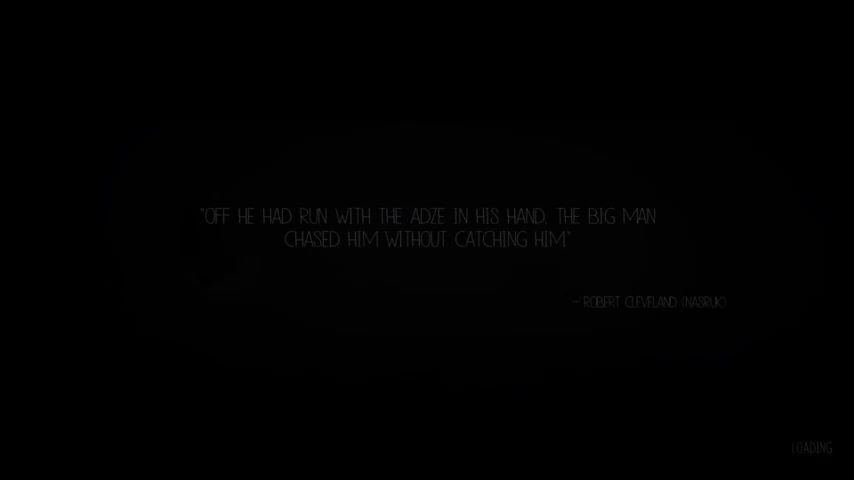 "OFF HE HAD RUN WITH THE ADZE IN HIS HAND. THE BIG MAN
CHASED HIM WITHOUT CATCHING HIM."
~ ROBERT CLEVELAND (NASRUK)
LOADING